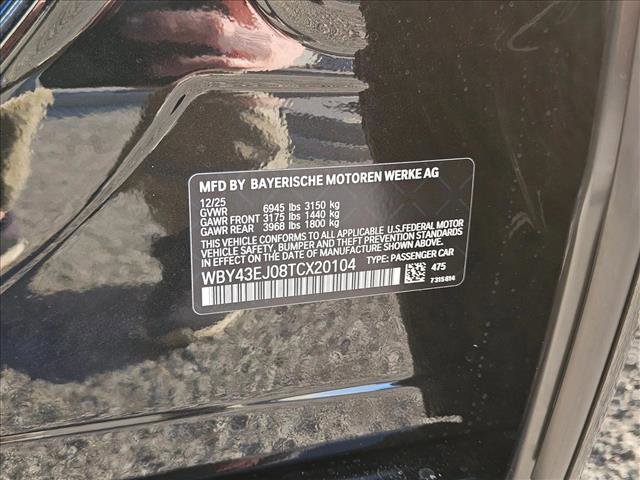 MFD BY BAYERISCHE MOTOREN WERKE AG
12/25
GVWR 6945 lbs 3150 kg
GAWR FRONT 3175 lbs 1440 kg
GAWR REAR 3968 lbs 1800 kg
THIS VEHICLE CONFORMS TO ALL APPLICABLE U.S.FEDERAL MOTOR
VEHICLE SAFETY, BUMPER AND THEFT PREVENTION STANDARDS
IN EFFECT ON THE DATE OF MANUFACTURE SHOWN ABOVE.
WBY43EJ08TCX20104 TYPE: PASSENGER CAR
475
7315614